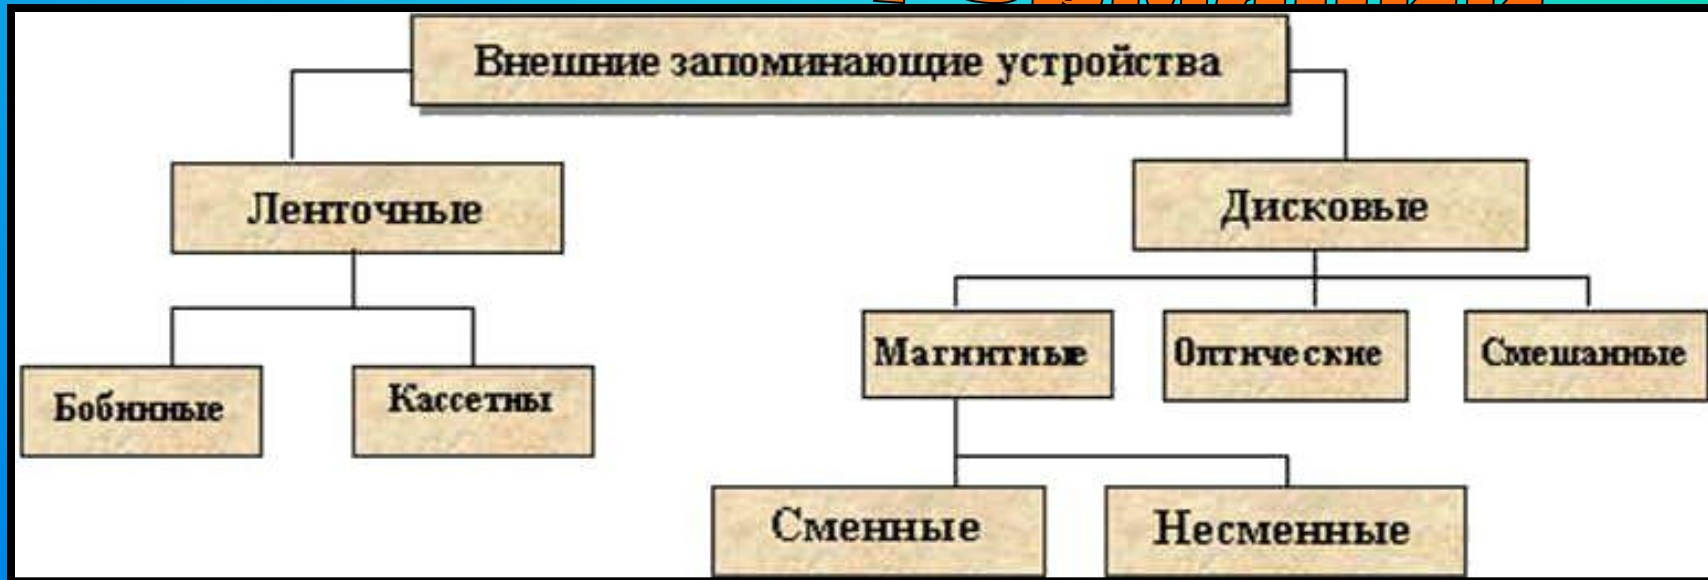 Внешние запоминающие устройства
Ленточные
Дисковые
Магнитные
Оптические
Смешанные
Бобинные
Кассетны
Сменные
Несменные